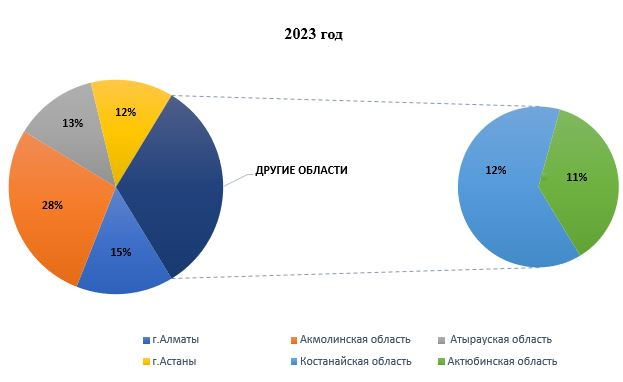 2023 год
12%
13%
28%
15%
ДРУГИЕ ОБЛАСТИ
12%
11%
г.Алматы
Акмолинская область
Атырауская область
г.Астаны
Костанайская область
Актюбинская область